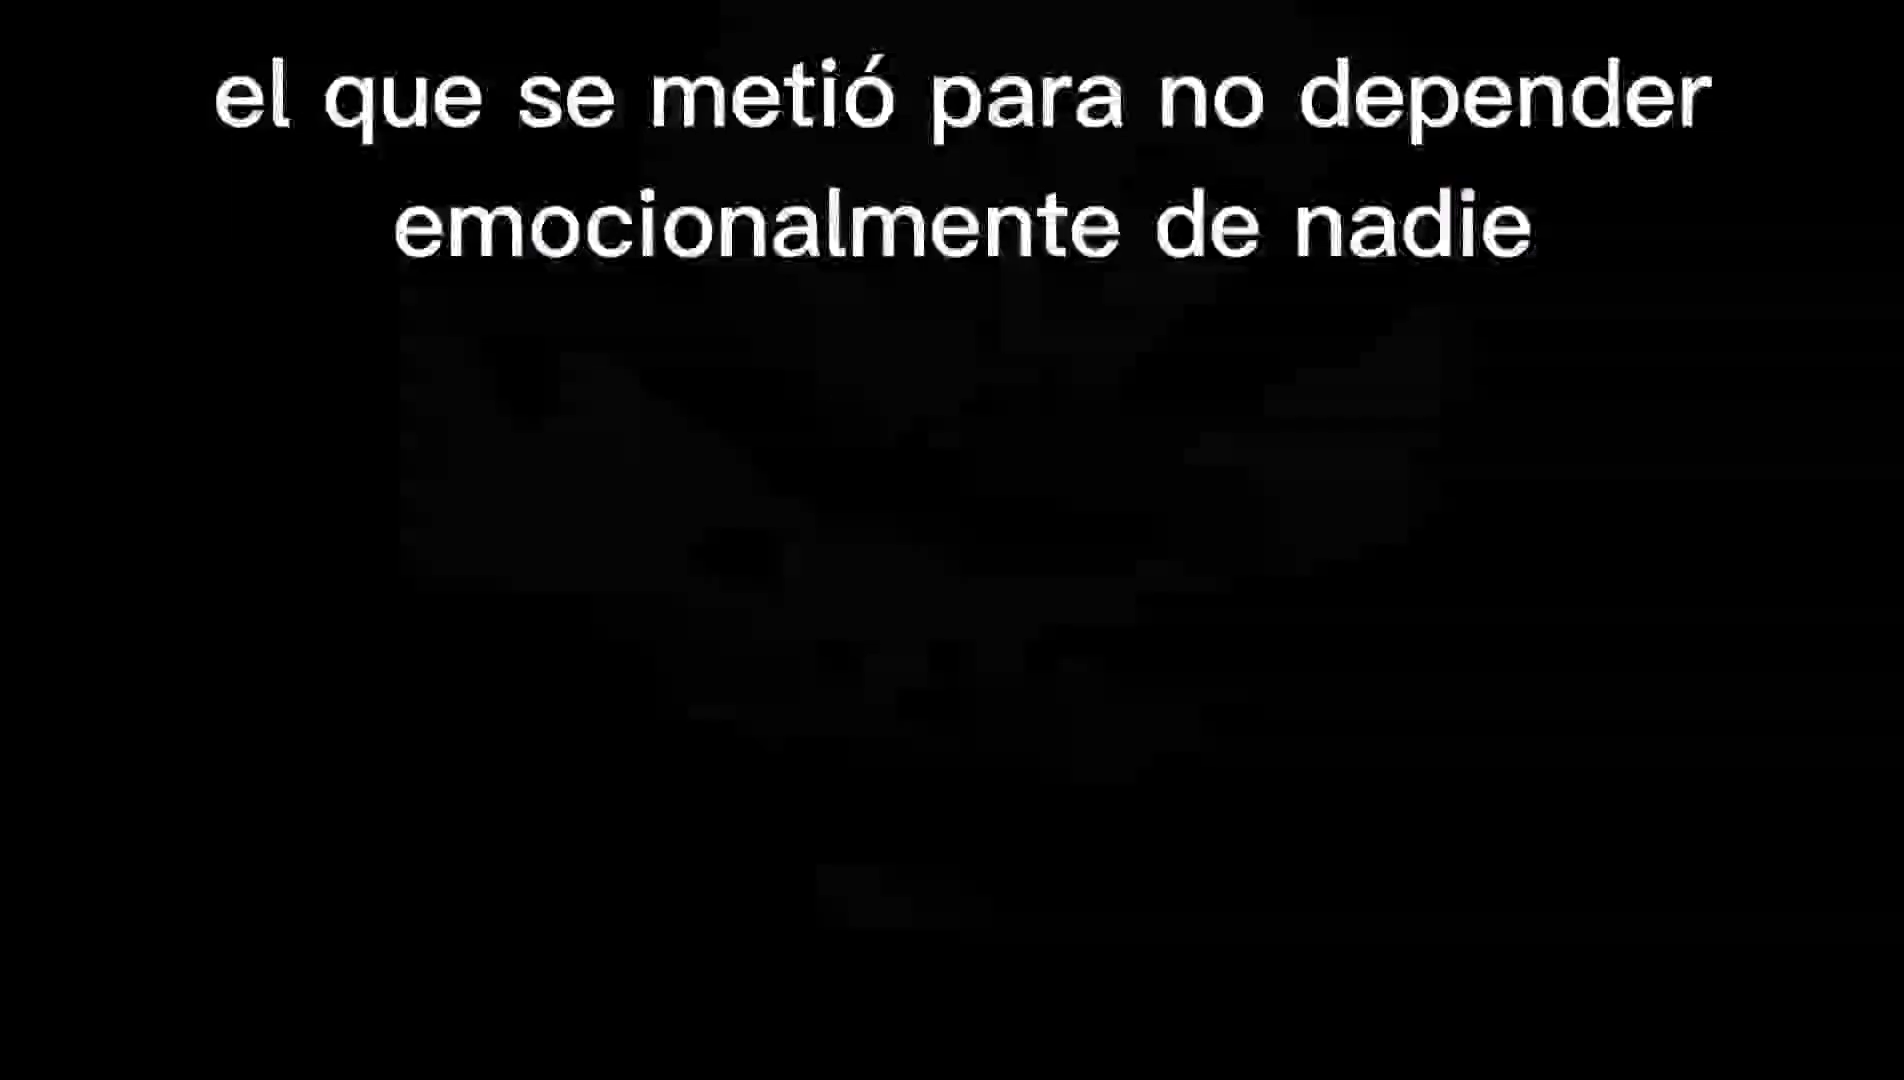 el que se metió para no depender
emocionalmente de nadie